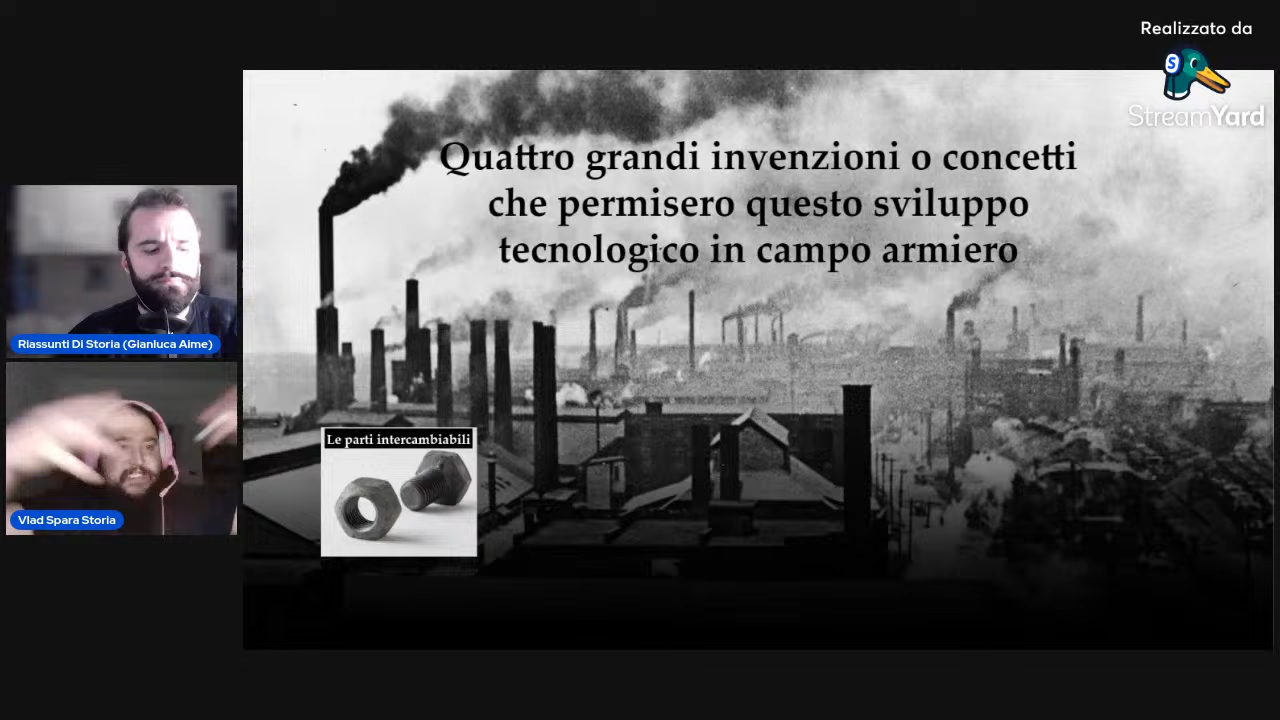 Realizzato da
StreamYard
Quattro grandi invenzioni o concetti
che permisero questo sviluppo
tecnologico in campo armiero
Riassunti Di Storia (Gianluca Aime)
Le parti intercambiabili
Vlad Spara Storia